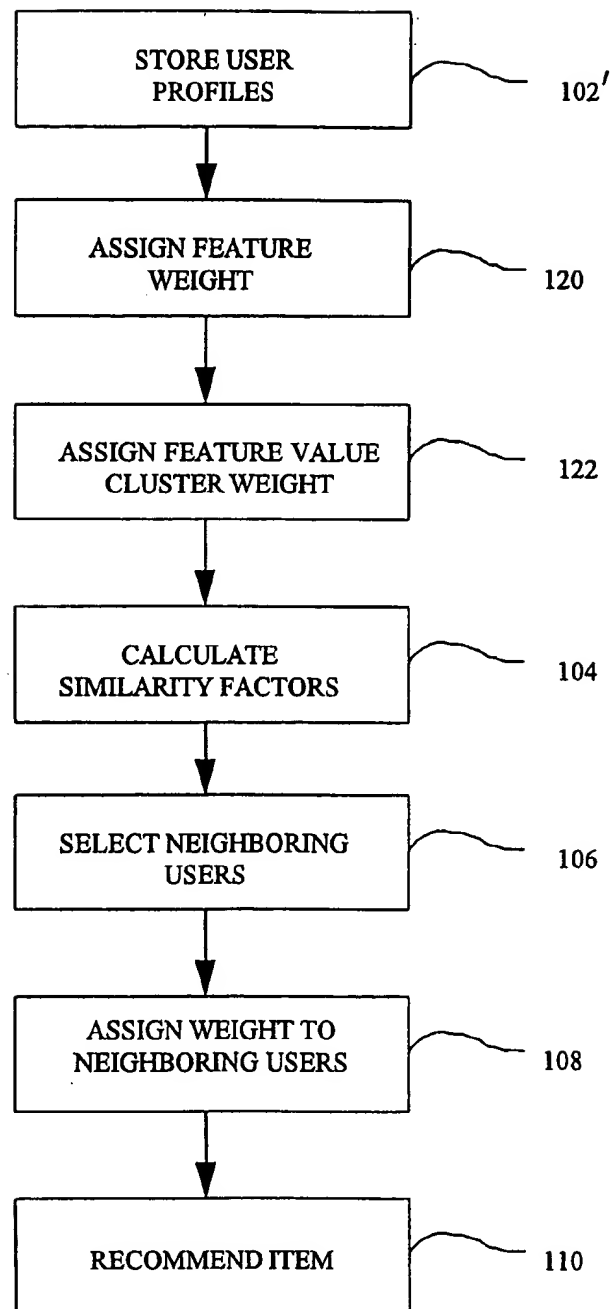 STORE USER
PROFILES
102'
ASSIGN FEATURE
WEIGHT
120
ASSIGN FEATURE VALUE
CLUSTER WEIGHT
122
CALCULATE
SIMILARITY FACTORS
104
SELECT NEIGHBORING
USERS
106
ASSIGN WEIGHT TO
NEIGHBORING USERS
108
RECOMMEND ITEM
110